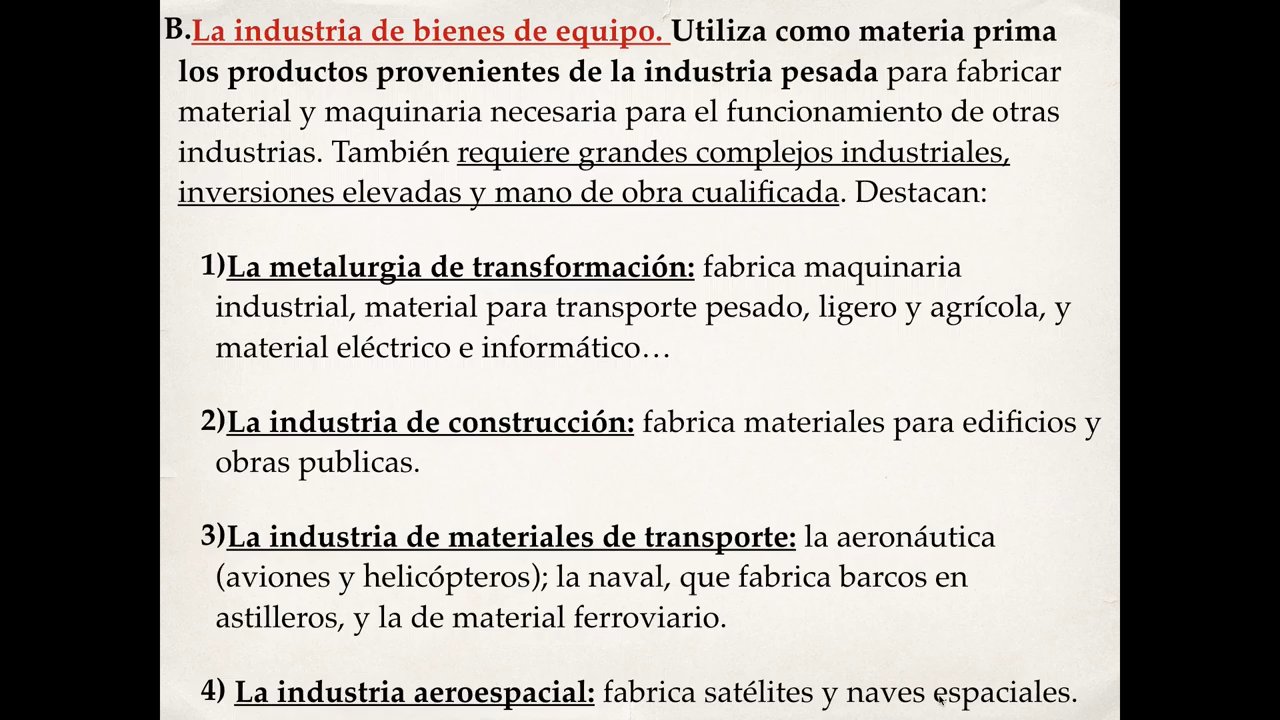 B.La industria de bienes de equipo. Utiliza como materia prima
los productos provenientes de la industria pesada para fabricar
material y maquinaria necesaria para el funcionamiento de otras
industrias. También requiere grandes complejos industriales,
inversiones elevadas y mano de obra cualificada. Destacan:
1)La metalurgia de transformación: fabrica maquinaria
industrial, material para transporte pesado, ligero y agrícola, y
material eléctrico e informático…
2)La industria de construcción: fabrica materiales para edificios y
obras publicas.
3)La industria de materiales de transporte: la aeronáutica
(aviones y helicópteros); la naval, que fabrica barcos en
astilleros, y la de material ferroviario.
4) La industria aeroespacial: fabrica satélites y naves espaciales.